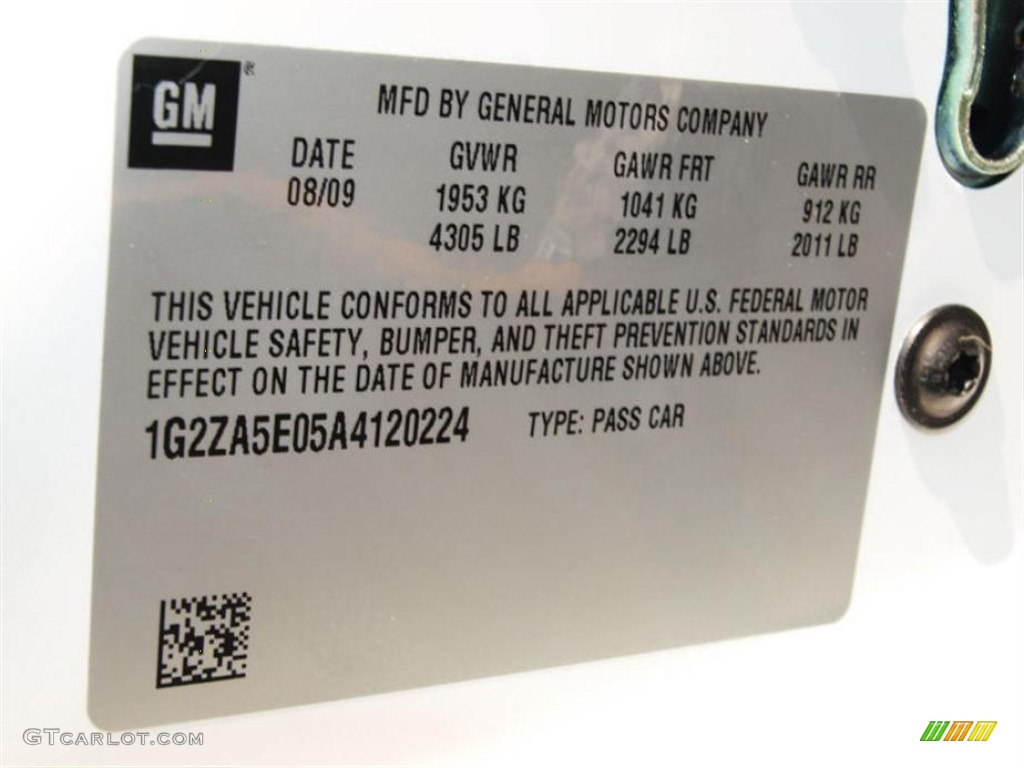 GM ®
MFD BY GENERAL MOTORS COMPANY
DATE GVWR GAWR FRT GAWR RR
08/09 1953 KG 1041 KG 912 KG
4305 LB 2294 LB 2011 LB
THIS VEHICLE CONFORMS TO ALL APPLICABLE U.S. FEDERAL MOTOR
VEHICLE SAFETY, BUMPER, AND THEFT PREVENTION STANDARDS IN
EFFECT ON THE DATE OF MANUFACTURE SHOWN ABOVE.
1G2ZA5E05A4120224 TYPE: PASS CAR
GTCARLOT.COM